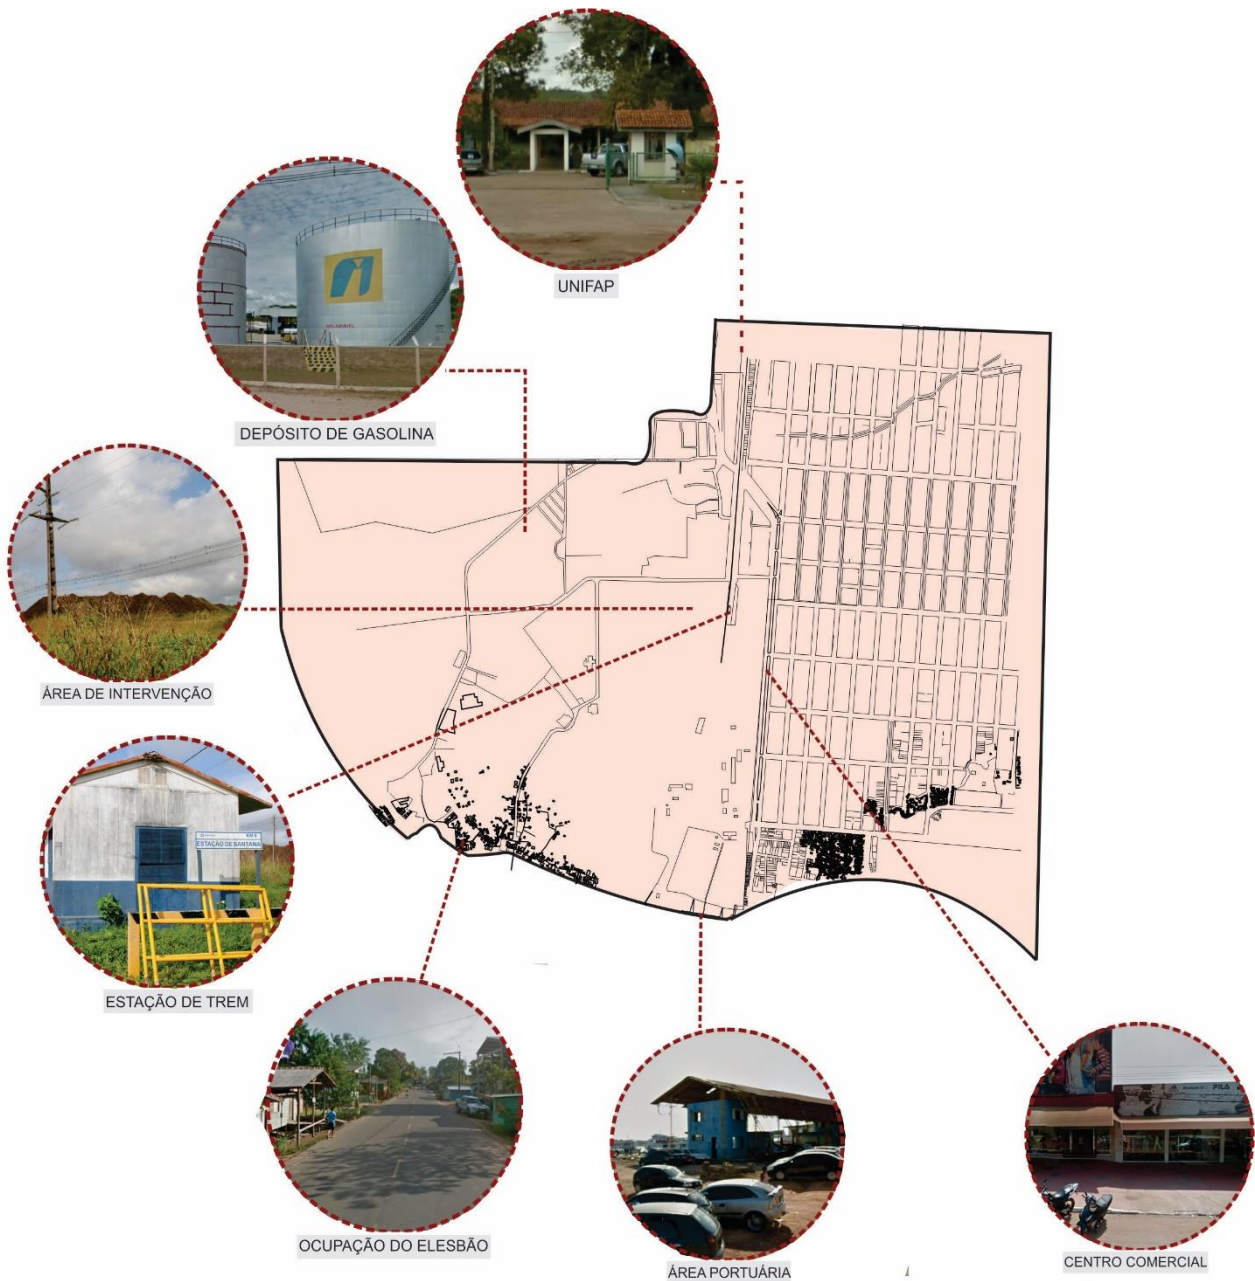 UNIFAP
DEPÓSITO DE GASOLINA
ÁREA DE INTERVENÇÃO
ESTAÇÃO DE SANTANA
ESTAÇÃO DE TREM
OCUPAÇÃO DO ELESBÃO
ÁREA PORTUÁRIA
FILA
CENTRO COMERCIAL